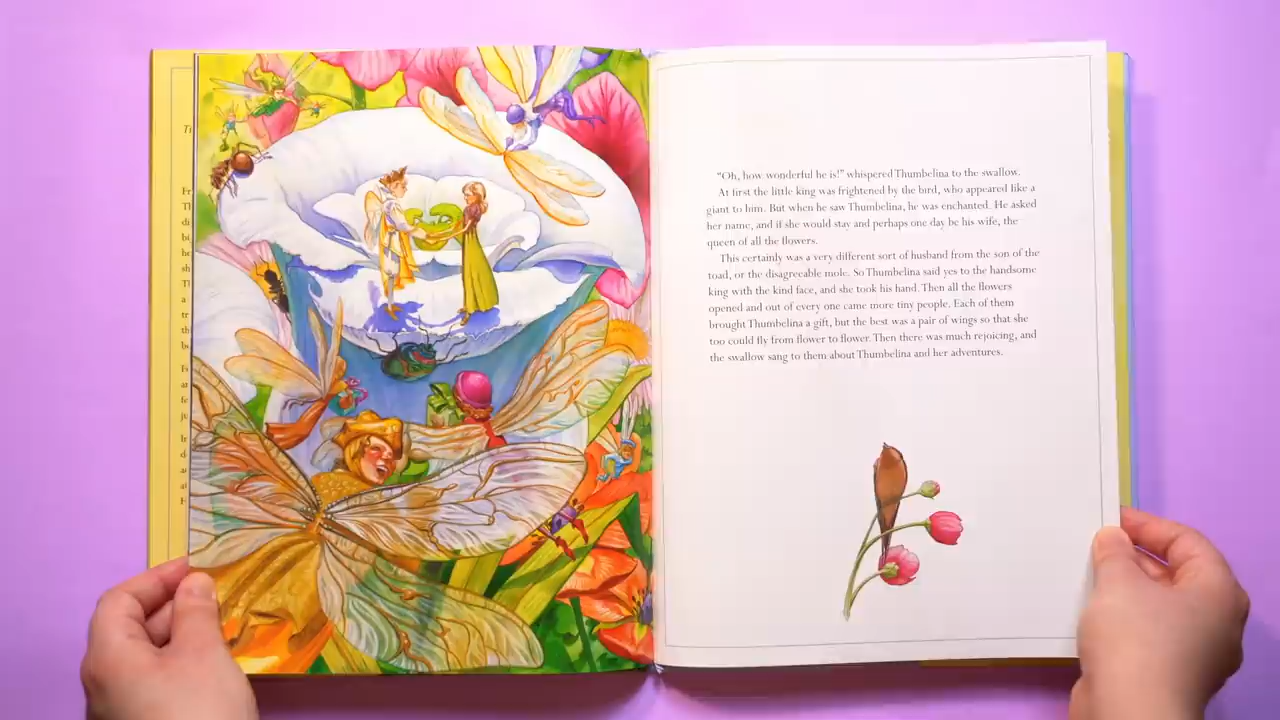 "Oh, how wonderful he is!" whispered Thumbelina to the swallow.
At first the little king was frightened by the bird, who appeared like a
giant to him. But when he saw Thumbelina, he was enchanted. He asked
her name, and if she would stay and perhaps one day be his wife, the
queen of all the flowers.
This certainly was a very different sort of husband from the son of the
toad, or the disagreeable mole. So Thumbelina said yes to the handsome
king with the kind face, and she took his hand. Then all the flowers
opened and out of every one came more tiny people. Each of them
brought Thumbelina a gift, but the best was a pair of wings so that she
too could fly from flower to flower. Then there was much rejoicing, and
the swallow sang to them about Thumbelina and her adventures.